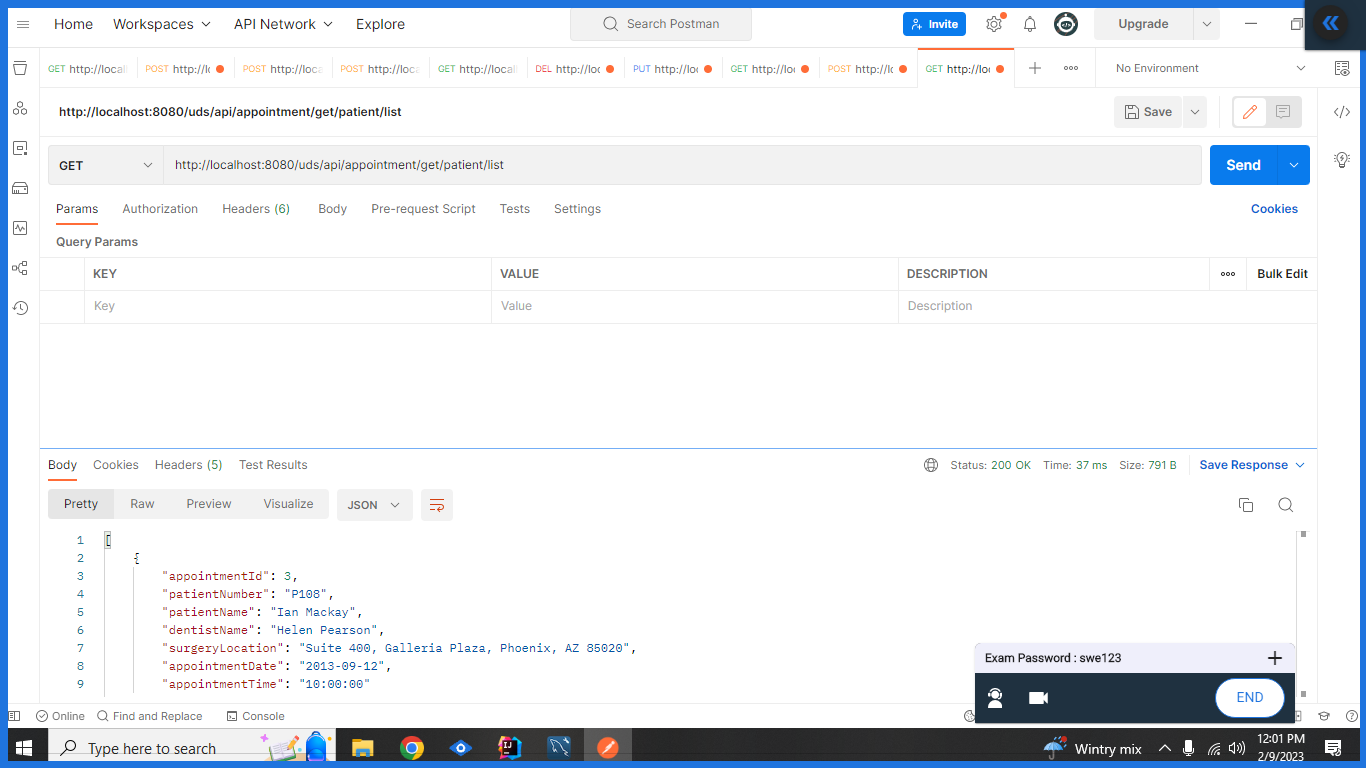 Home Workspaces API Network Explore Search Postman Invite Upgrade
GET http://local POST http://lo POST http://loca POST http://loca GET http://local DEL http://loc PUT http://loc GET http://loc POST http://lo GET http://loc No Environment
http://localhost:8080/uds/api/appointment/get/patient/list Save
GET http://localhost:8080/uds/api/appointment/get/patient/list Send
Params Authorization Headers (6) Body Pre-request Script Tests Settings Cookies
Query Params
KEY VALUE DESCRIPTION Bulk Edit
Key Value Description
Body Cookies Headers (5) Test Results Status: 200 OK Time: 37 ms Size: 791 B Save Response
Pretty Raw Preview Visualize JSON
1 [
2 {
3 "appointmentId": 3,
4 "patientNumber": "P108",
5 "patientName": "Ian Mackay",
6 "dentistName": "Helen Pearson",
7 "surgeryLocation": "Suite 400, Galleria Plaza, Phoenix, AZ 85020",
8 "appointmentDate": "2013-09-12",
9 "appointmentTime": "10:00:00"
Exam Password : swe123
END
Online Find and Replace Console
Type here to search Wintry mix 12:01 PM
2/9/2023